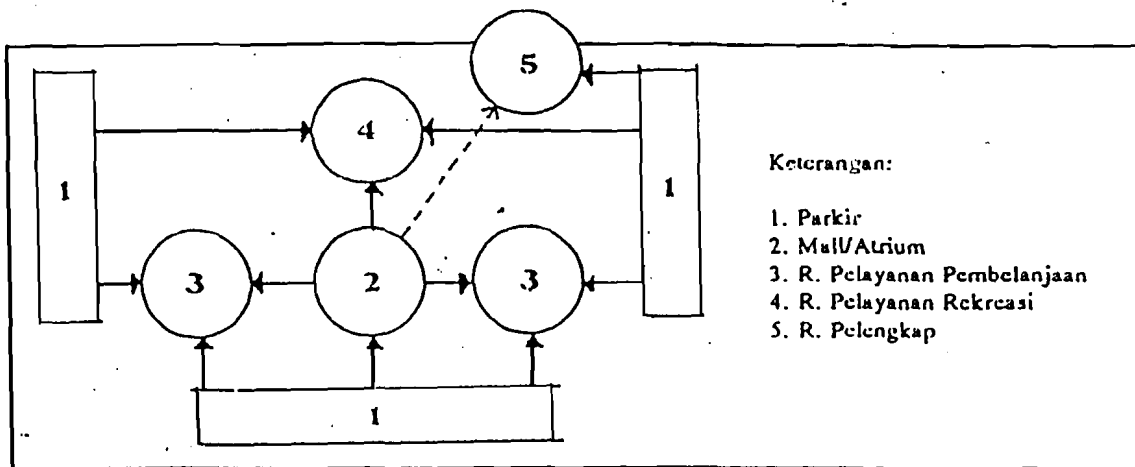 5
4
1
1
3
2
3
1
Keterangan:
1. Parkir
2. Mall/Atrium
3. R. Pelayanan Pembelanjaan
4. R. Pelayanan Rekreasi
5. R. Pelengkap